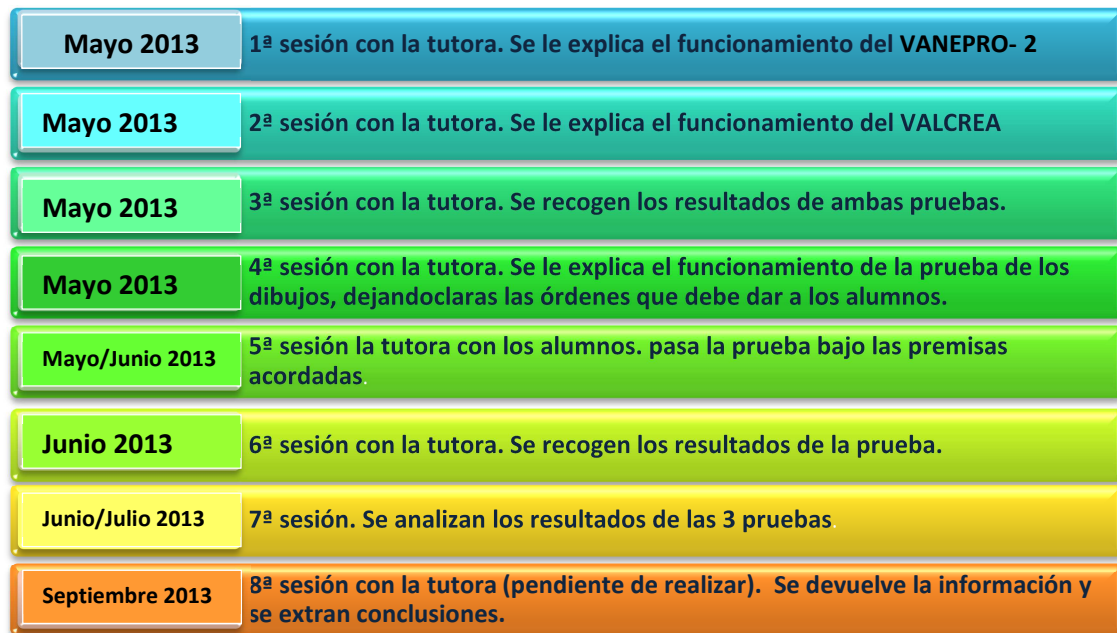 Mayo 2013
1ª sesión con la tutora. Se le explica el funcionamiento del VANEPRO- 2
Mayo 2013
2ª sesión con la tutora. Se le explica el funcionamiento del VALCREA
Mayo 2013
3ª sesión con la tutora. Se recogen los resultados de ambas pruebas.
Mayo 2013
4ª sesión con la tutora. Se le explica el funcionamiento de la prueba de los
dibujos, dejandoclaras las órdenes que debe dar a los alumnos.
Mayo/Junio 2013
5ª sesión la tutora con los alumnos. pasa la prueba bajo las premisas
acordadas.
Junio 2013
6ª sesión con la tutora. Se recogen los resultados de la prueba.
Junio/Julio 2013
7ª sesión. Se analizan los resultados de las 3 pruebas.
Septiembre 2013
8ª sesión con la tutora (pendiente de realizar). Se devuelve la información y
se extran conclusiones.